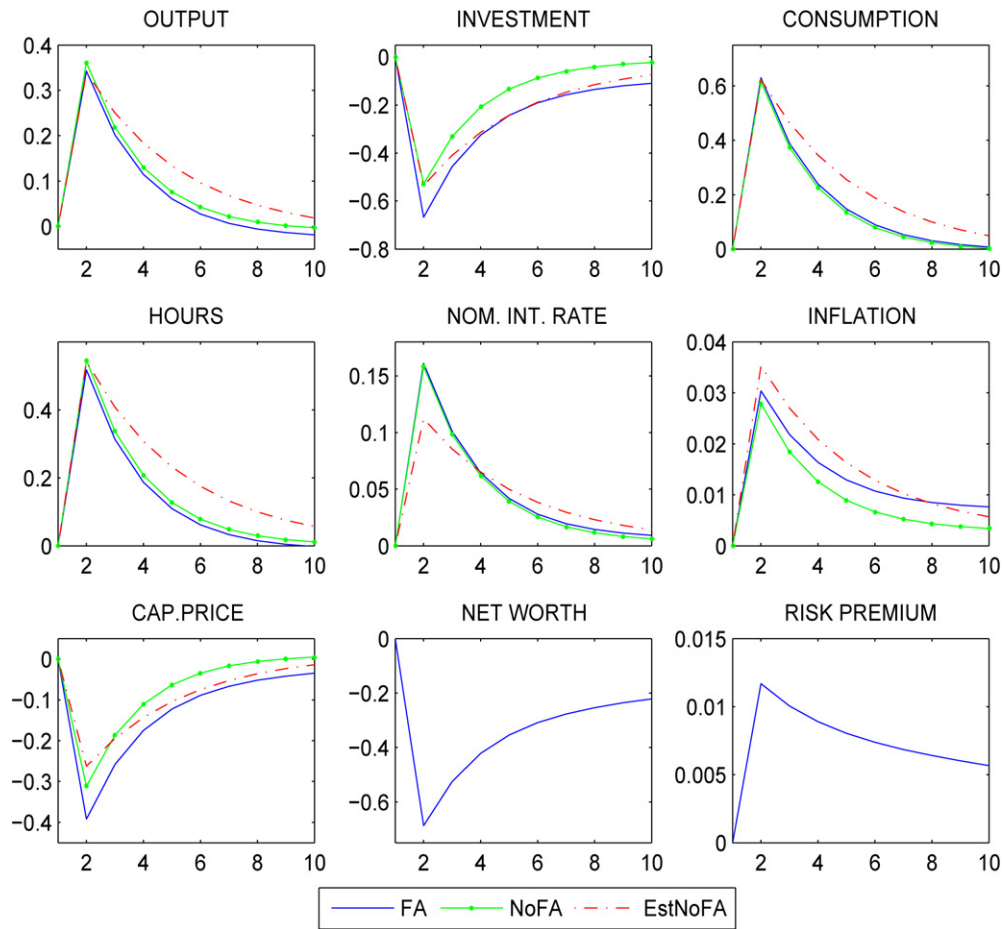 OUTPUT
INVESTMENT
CONSUMPTION
0.4
0.3
0.2
0.1
0
2 4 6 8 10
0
−0.2
−0.4
−0.6
−0.8
2 4 6 8 10
0.6
0.4
0.2
0
2 4 6 8 10
HOURS
NOM. INT. RATE
INFLATION
0.4
0.2
0
2 4 6 8 10
0.15
0.1
0.05
0
2 4 6 8 10
0.04
0.03
0.02
0.01
0
2 4 6 8 10
CAP.PRICE
NET WORTH
RISK PREMIUM
0
−0.1
−0.2
−0.3
−0.4
2 4 6 8 10
0
−0.2
−0.4
−0.6
2 4 6 8 10
0.015
0.01
0.005
0
2 4 6 8 10
FA NoFA EstNoFA